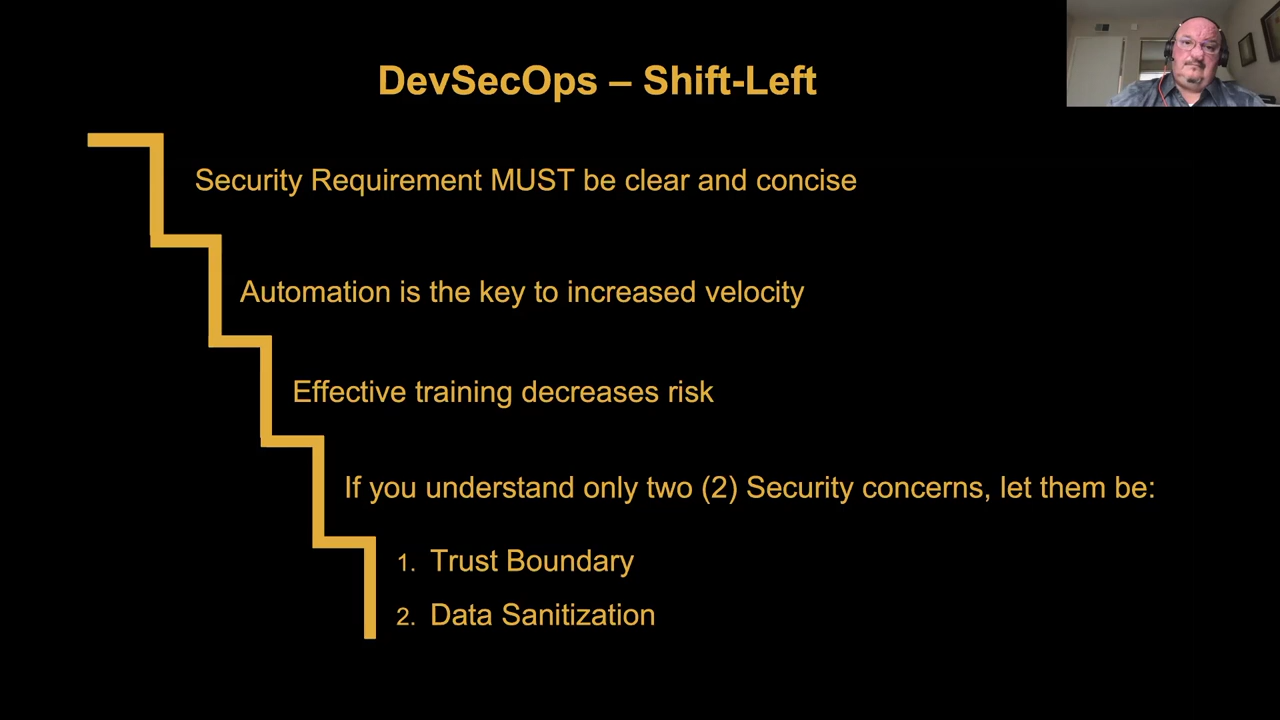 DevSecOps – Shift-Left
Security Requirement MUST be clear and concise
Automation is the key to increased velocity
Effective training decreases risk
If you understand only two (2) Security concerns, let them be:
1. Trust Boundary
2. Data Sanitization